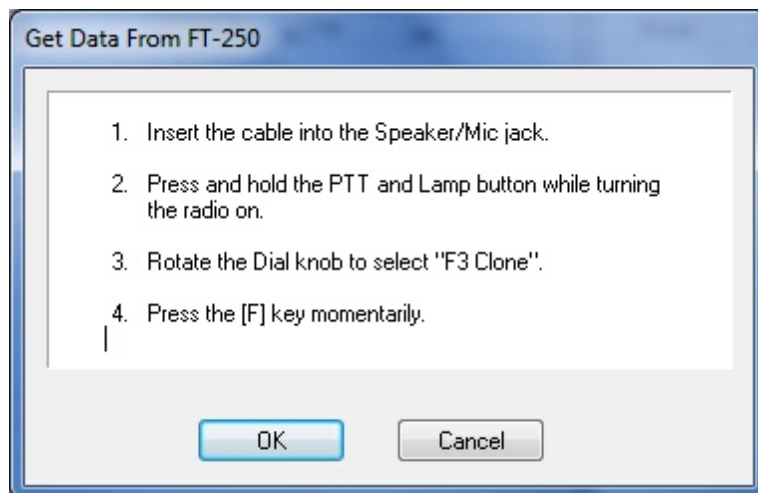 Get Data From FT-250
1. Insert the cable into the Speaker/Mic jack.
2. Press and hold the PTT and Lamp button while turning
the radio on.
3. Rotate the Dial knob to select "F3 Clone".
4. Press the [F] key momentarily.
OK
Cancel